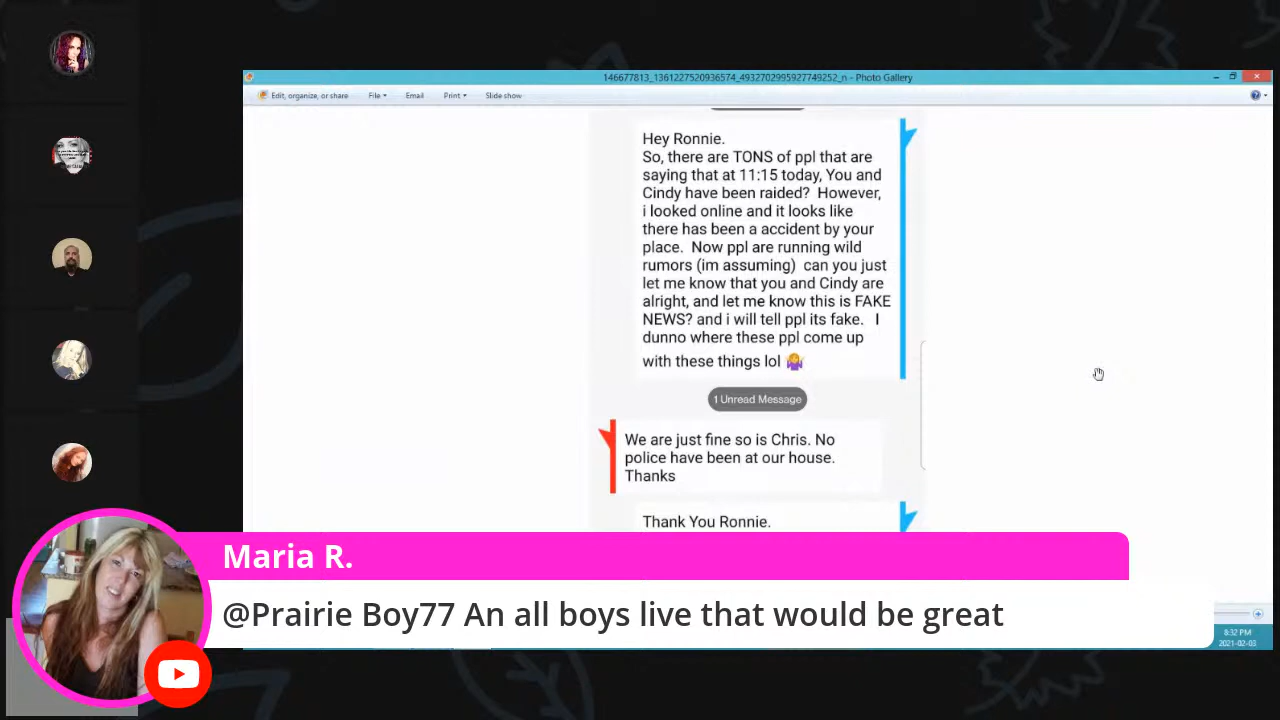 146677813_1361227520936574_4932702995927749252_n - Photo Gallery
Edit, organize, or share File Email Print Slide show
Hey Ronnie.
So, there are TONS of ppl that are
saying that at 11:15 today, You and
Cindy have been raided? However,
i looked online and it looks like
there has been a accident by your
place. Now ppl are running wild
rumors (im assuming) can you just
let me know that you and Cindy are
alright, and let me know this is FAKE
NEWS? and i will tell ppl its fake. I
dunno where these ppl come up
with these things lol 🤷
1 Unread Message
We are just fine so is Chris. No
police have been at our house.
Thanks
Thank You Ronnie.
Maria R.
@Prairie Boy77 An all boys live that would be great
8:32 PM
2021-02-03